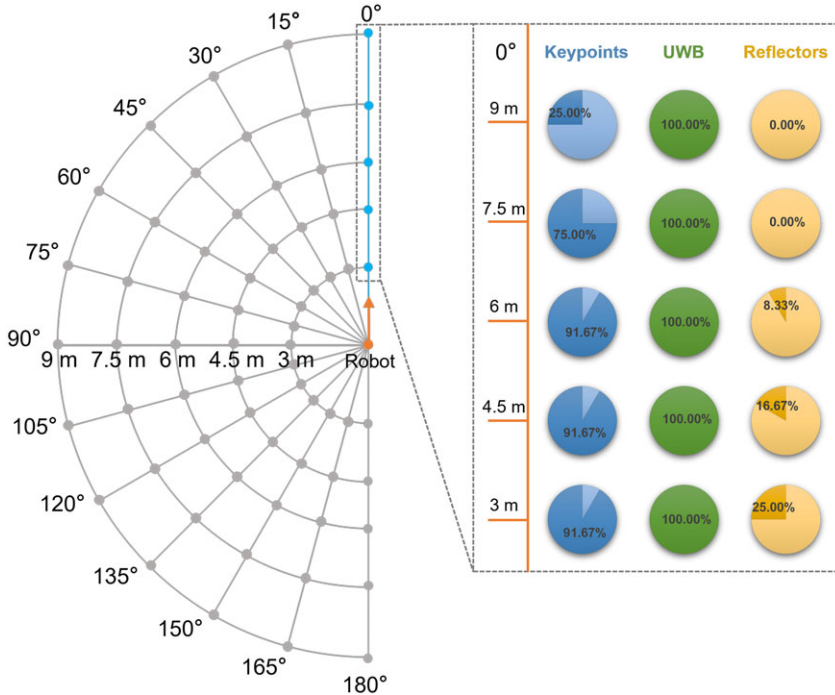 0°
15°
30°
45°
60°
75°
90°
9 m 7.5 m 6 m 4.5 m 3 m Robot
105°
120°
135°
150°
165°
180°
0° Keypoints UWB Reflectors
9 m 25.00% 100.00% 0.00%
7.5 m 75.00% 100.00% 0.00%
6 m 91.67% 100.00% 8.33%
4.5 m 91.67% 100.00% 16.67%
3 m 91.67% 100.00% 25.00%